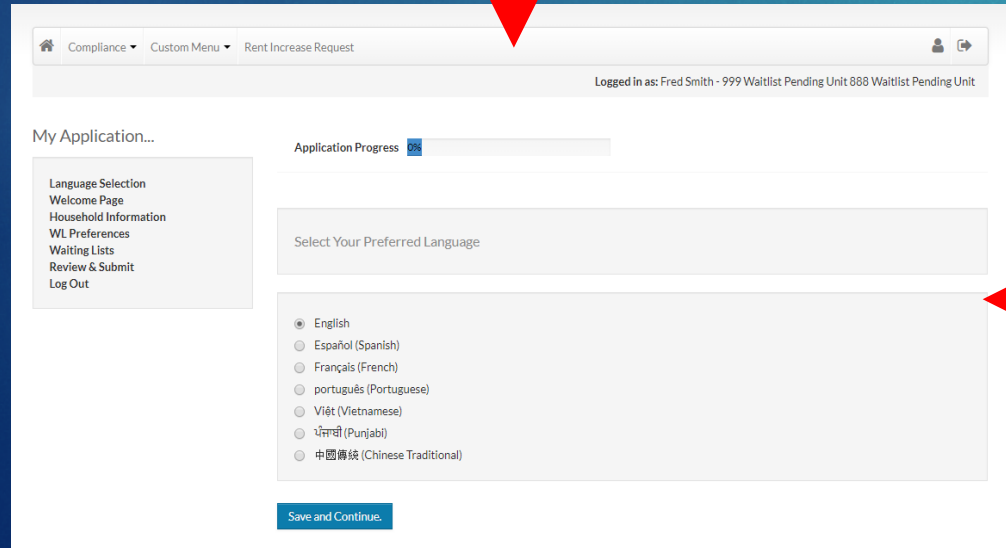 Compliance Custom Menu Rent Increase Request
Logged in as: Fred Smith - 999 Waitlist Pending Unit 888 Waitlist Pending Unit
My Application...
Language Selection
Welcome Page
Household Information
WL Preferences
Waiting Lists
Review & Submit
Log Out
Application Progress 0%
Select Your Preferred Language
English
Español (Spanish)
Français (French)
português (Portuguese)
Việt (Vietnamese)
ਪੰਜਾਬੀ (Punjabi)
中國傳統 (Chinese Traditional)
Save and Continue.